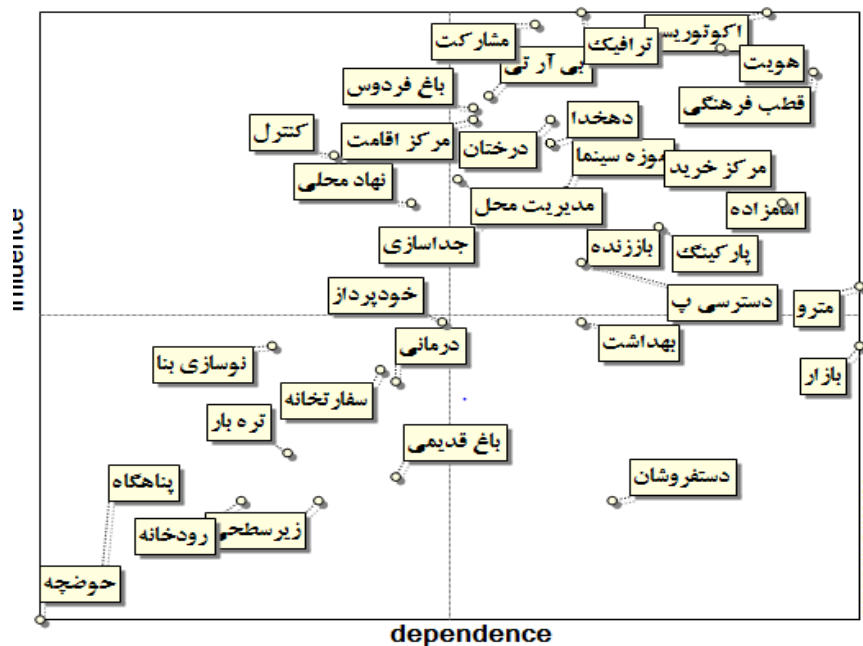 اکوتوریس
ترافیک
مشارکت
هویت
بی آر تی
باغ فردوس
قطب فرهنگی
دهخدا
کنترل
مرکز اقامت
درختان
موزه سینما
مرکز خرید
نهاد محلی
مدیریت محل
امامزاده
جداسازی
باززنده
پارکینگ
خودپرداز
دسترسی پ
مترو
influence
درمانی
بهداشت
نوسازی بنا
بازار
سفارتخانه
تره بار
باغ قدیمی
پناهگاه
دستفروشان
زیرسطحی
رودخانه
حوضچه
dependence